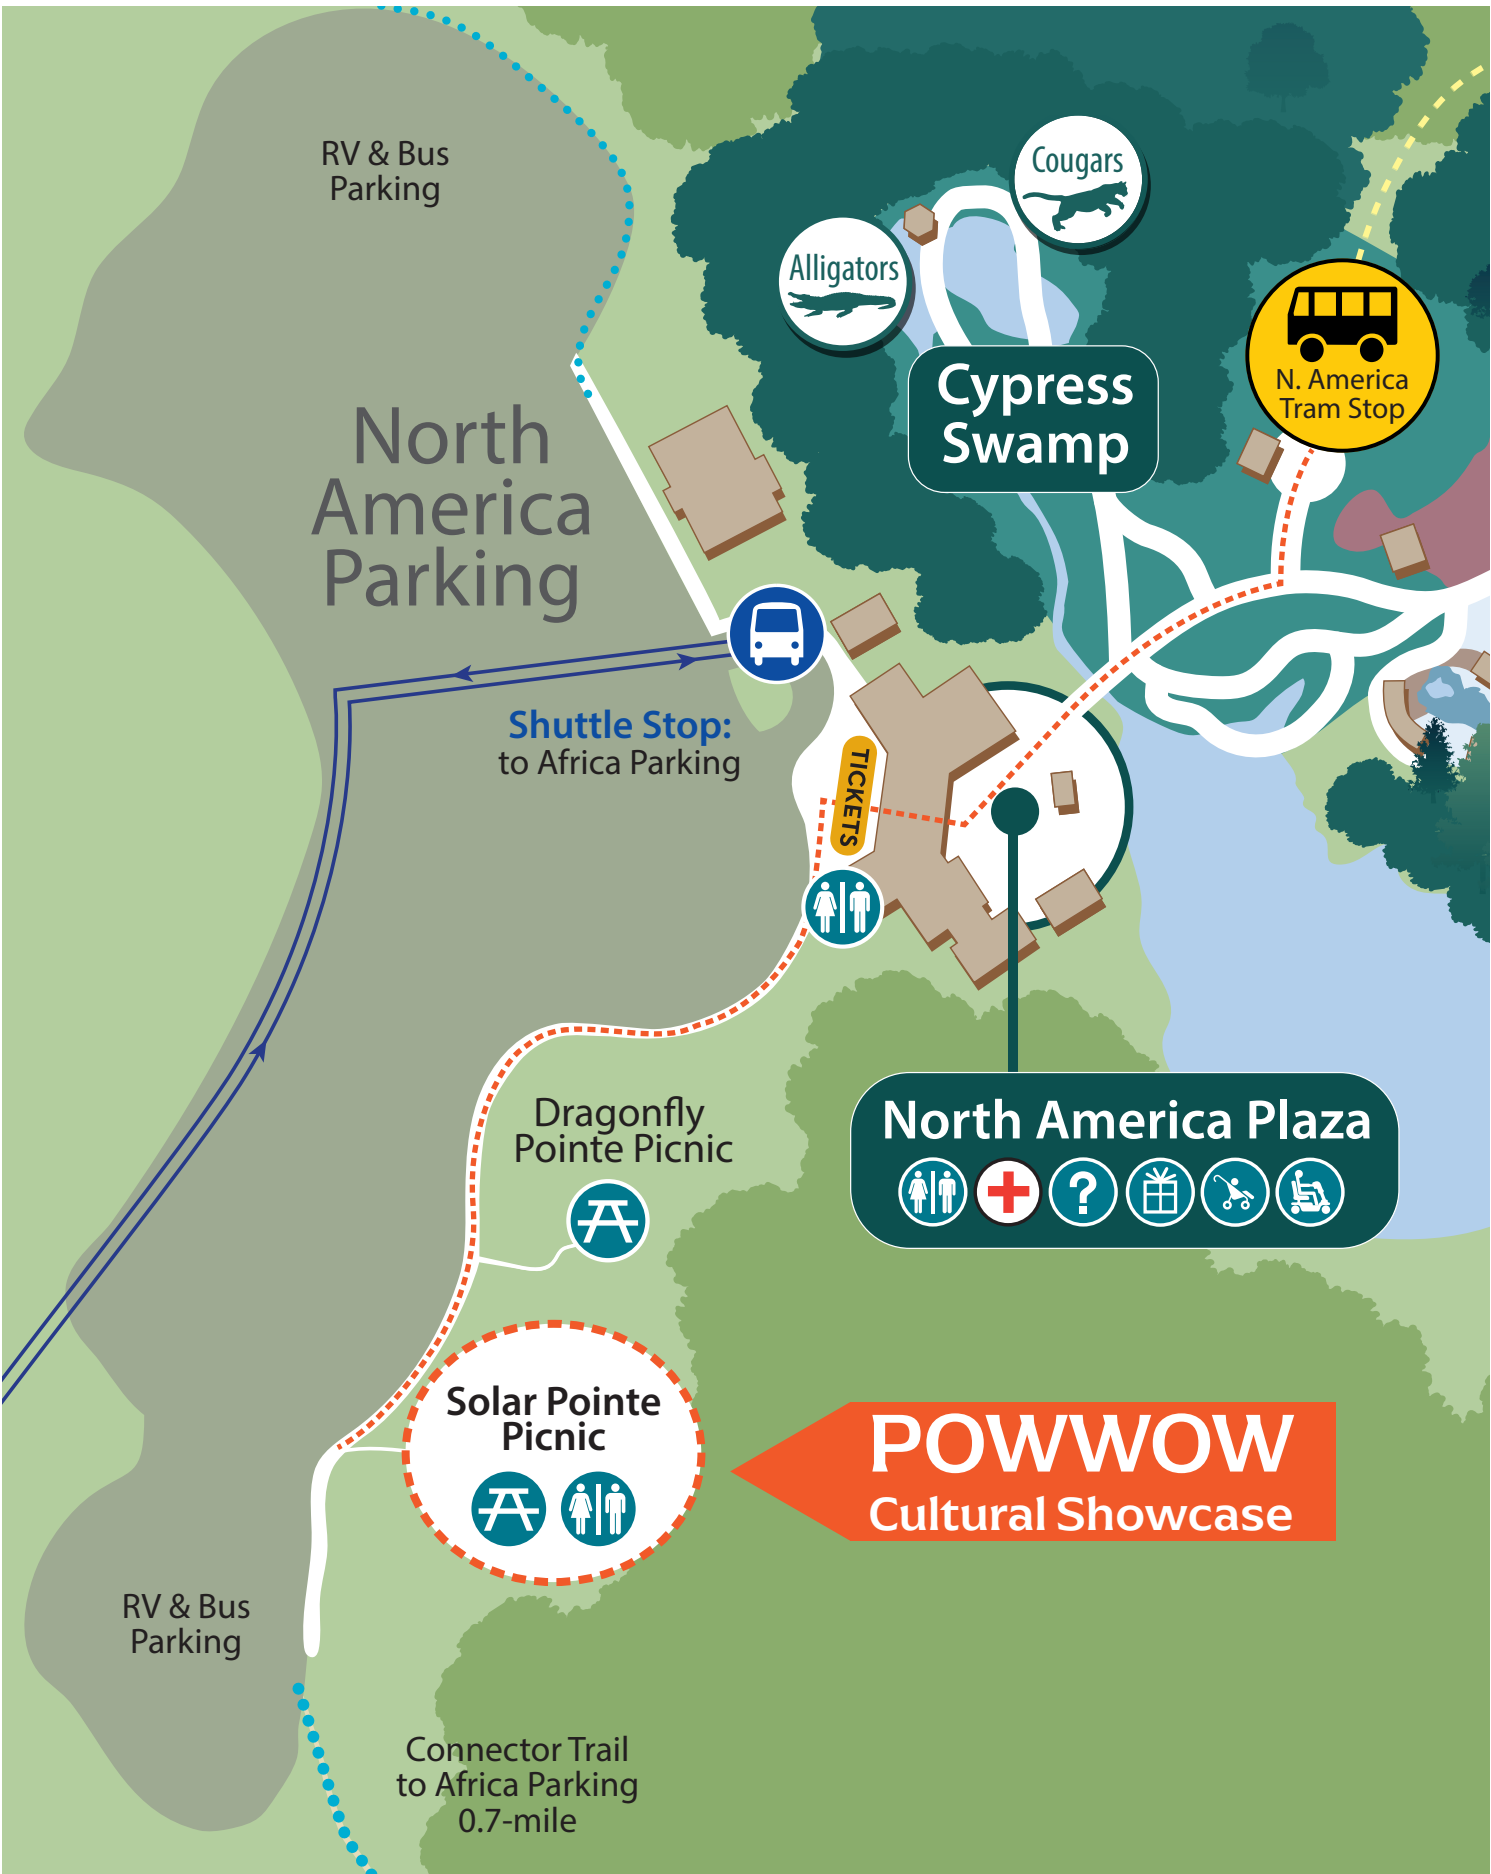 RV & Bus
Parking
Cougars
Alligators
N. America
Tram Stop
Cypress
Swamp
North
America
Parking
Shuttle Stop:
to Africa Parking
TICKETS
Dragonfly
Pointe Picnic
North America Plaza
?
Solar Pointe
Picnic
POWWOW
Cultural Showcase
RV & Bus
Parking
Connector Trail
to Africa Parking
0.7-mile